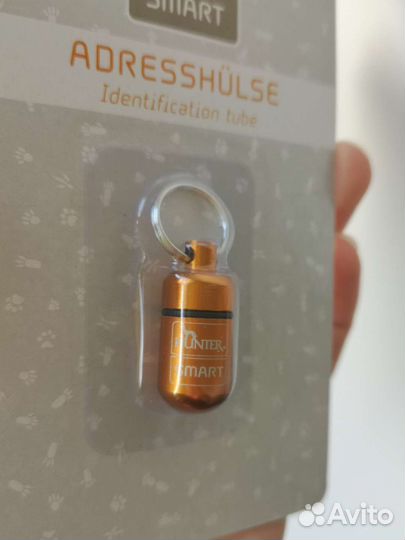 SMART
ADRESSHÜLSE
Identification tube
HUNTER
SMART
Avito